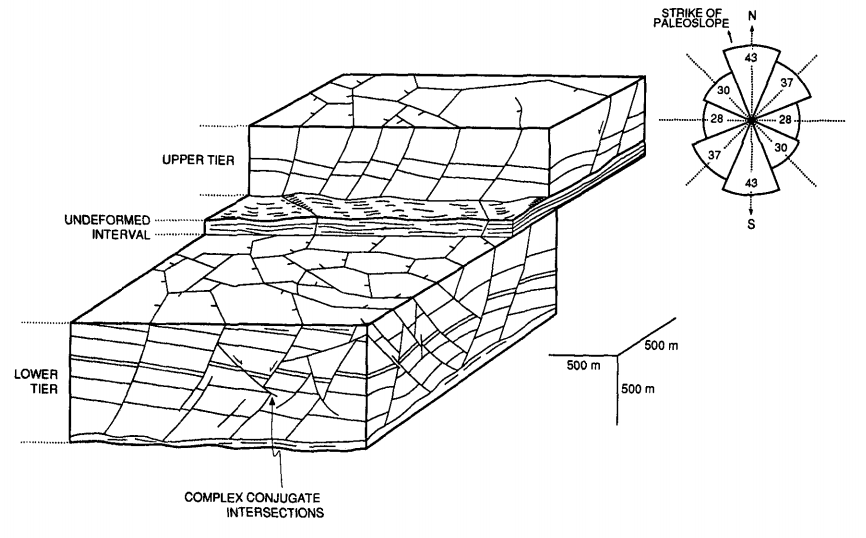 STRIKE OF
PALEOSLOPE
N
43
30
37
28
28
37
30
43
S
UPPER TIER
UNDEFORMED
INTERVAL
LOWER
TIER
500 m
500 m
500 m
COMPLEX CONJUGATE
INTERSECTIONS